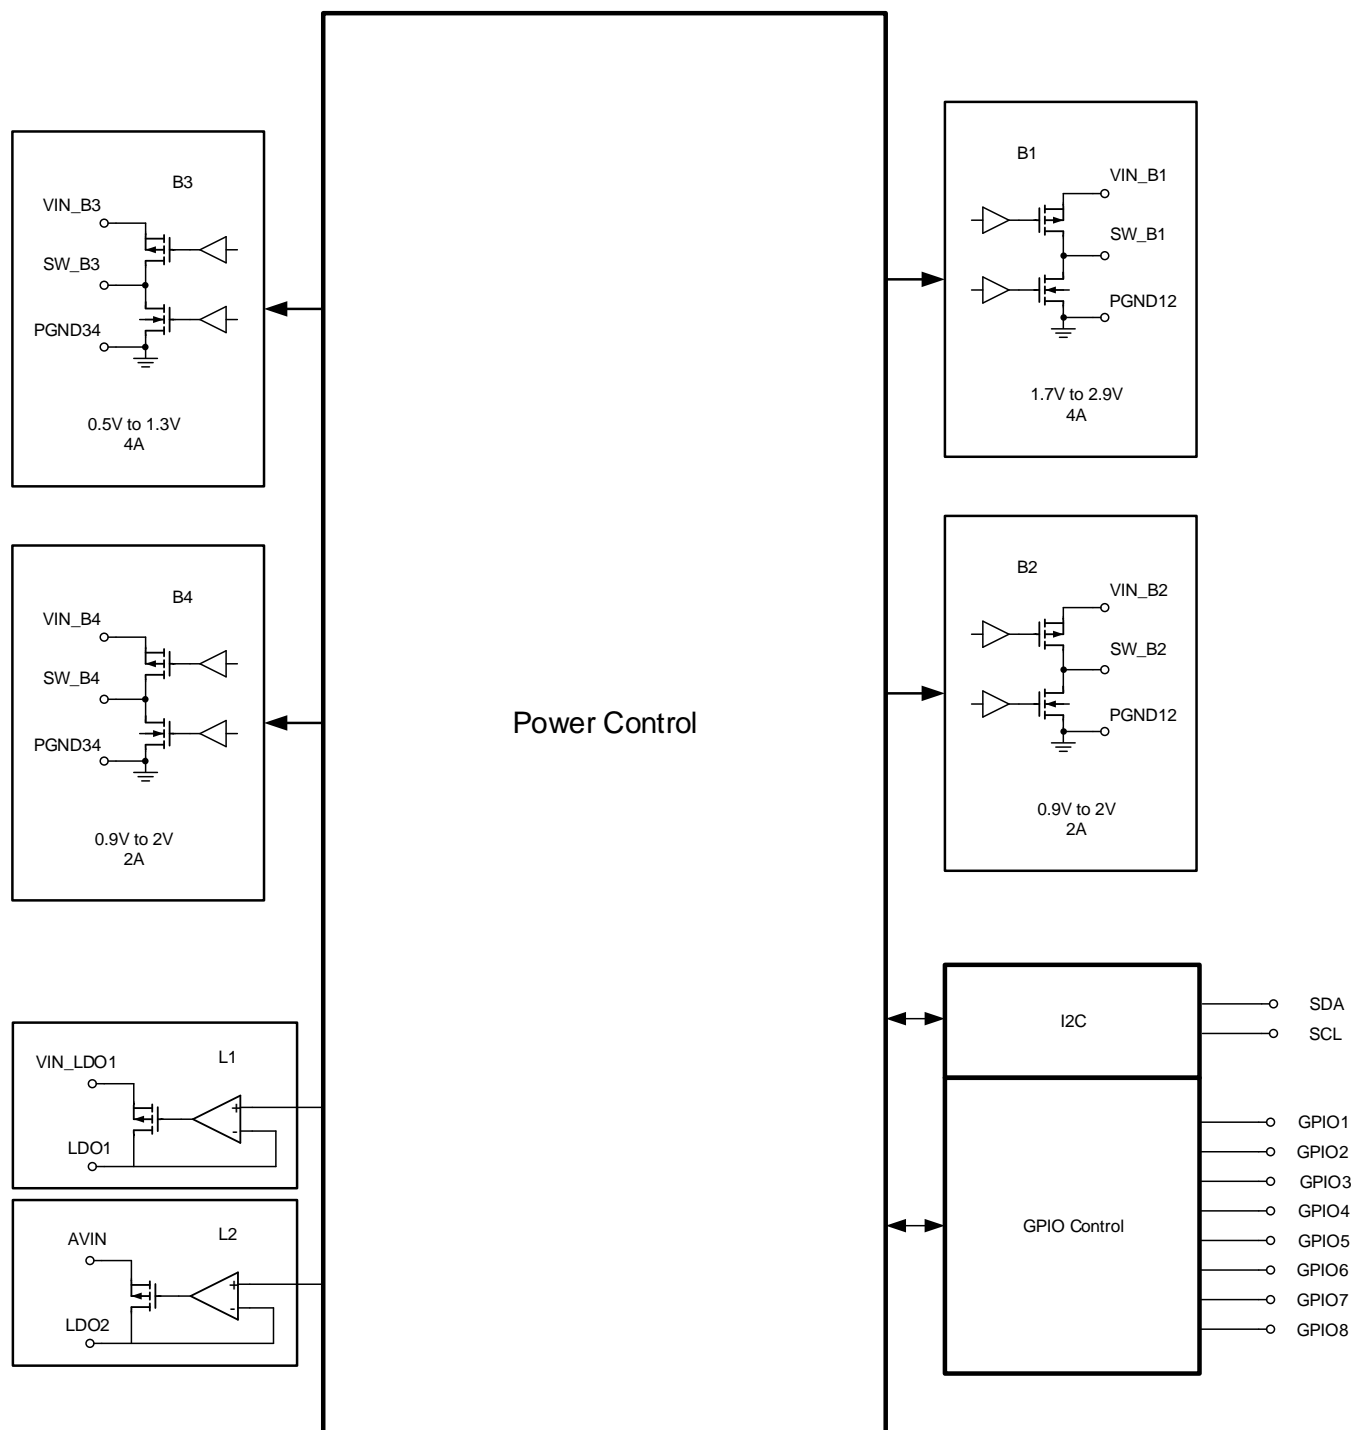 B3
VIN_B3
SW_B3
PGND34
0.5V to 1.3V
4A
B4
VIN_B4
SW_B4
PGND34
0.9V to 2V
2A
L1
VIN_LDO1
+
-
LDO1
L2
AVIN
+
-
LDO2
Power Control
B1
VIN_B1
SW_B1
PGND12
1.7V to 2.9V
4A
B2
VIN_B2
SW_B2
PGND12
0.9V to 2V
2A
I2C
SDA
SCL
GPIO Control
GPIO1
GPIO2
GPIO3
GPIO4
GPIO5
GPIO6
GPIO7
GPIO8